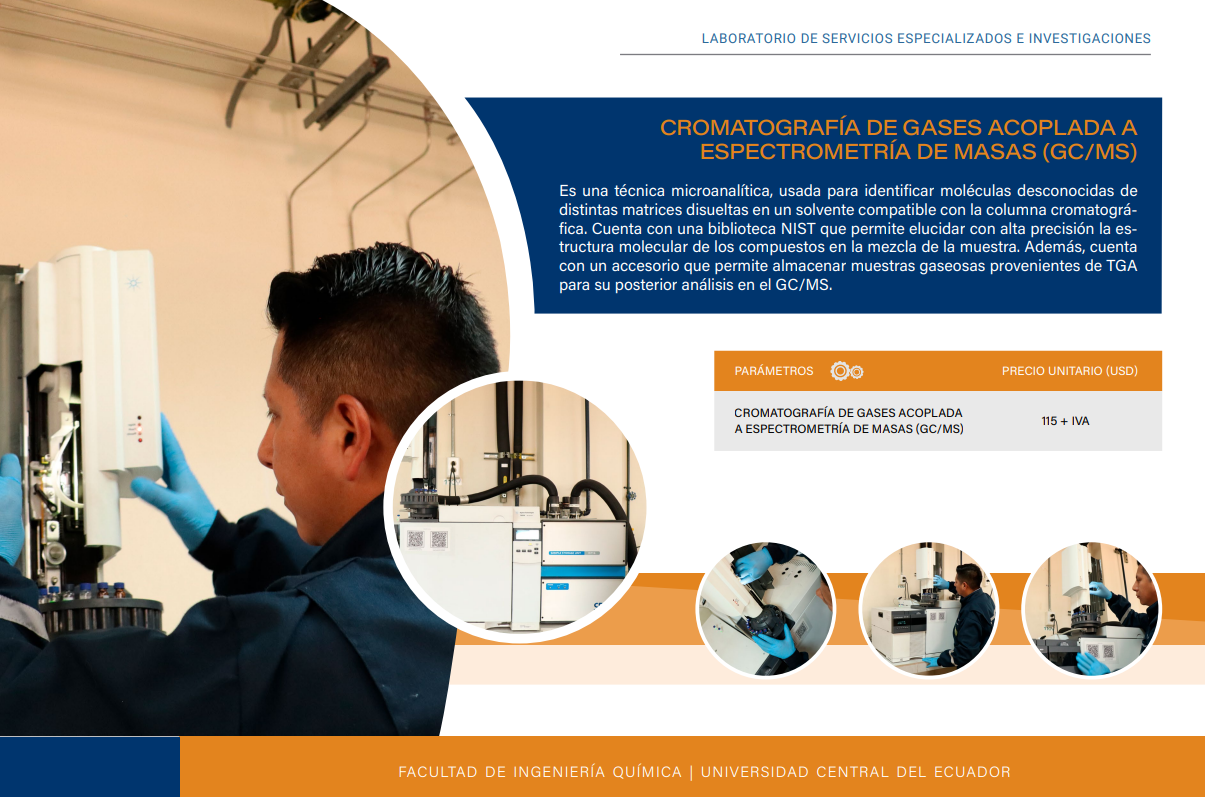 LABORATORIO DE SERVICIOS ESPECIALIZADOS E INVESTIGACIONES
CROMATOGRAFÍA DE GASES ACOPLADA A
ESPECTROMETRÍA DE MASAS (GC/MS)
Es una técnica microanalítica, usada para identificar moléculas desconocidas de
distintas matrices disueltas en un solvente compatible con la columna cromatográ-
fica. Cuenta con una biblioteca NIST que permite elucidar con alta precisión la es-
tructura molecular de los compuestos en la mezcla de la muestra. Además, cuenta
con un accesorio que permite almacenar muestras gaseosas provenientes de TGA
para su posterior análisis en el GC/MS.
PARÁMETROS PRECIO UNITARIO (USD)
CROMATOGRAFÍA DE GASES ACOPLADA
A ESPECTROMETRÍA DE MASAS (GC/MS)
115 + IVA
FACULTAD DE INGENIERÍA QUÍMICA | UNIVERSIDAD CENTRAL DEL ECUADOR